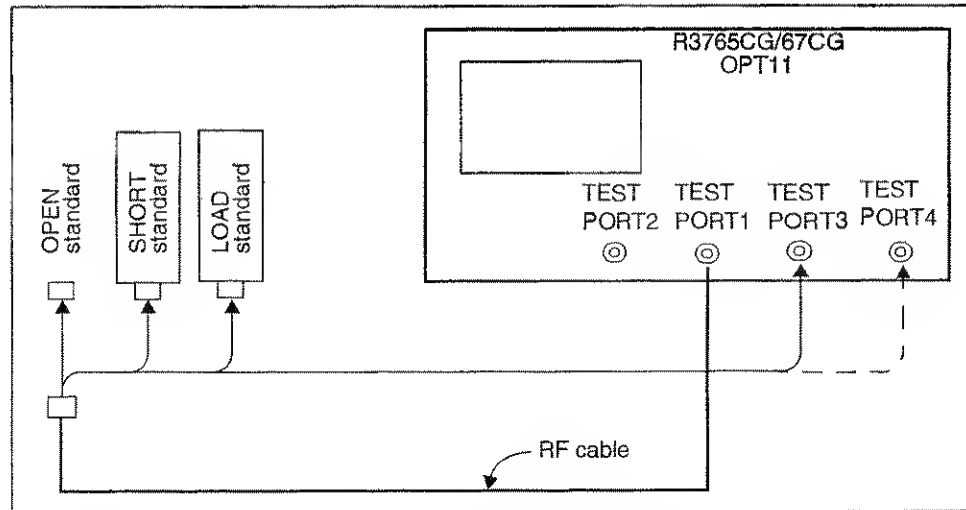 R3765CG/67CG
OPT11
OPEN
standard
SHORT
standard
LOAD
standard
TEST
PORT2
TEST
PORT1
TEST
PORT3
TEST
PORT4
RF cable